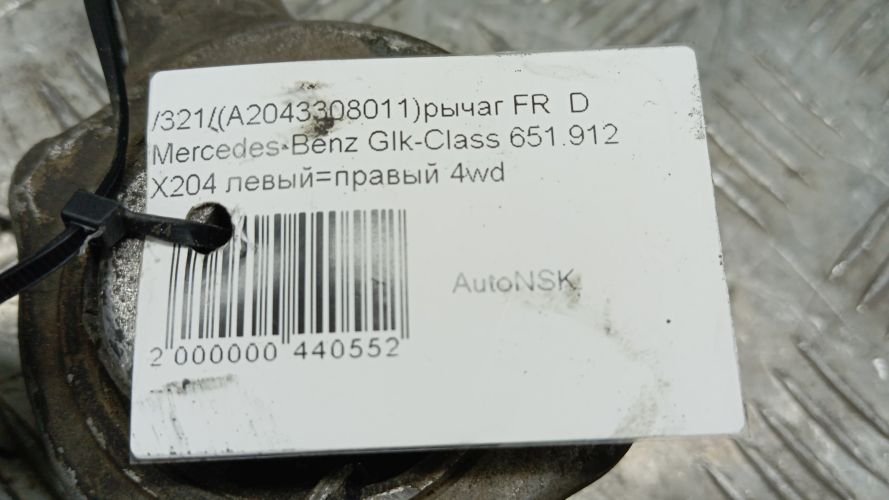 /321/(A2043308011)рычаг FR D
Mercedes-Benz Glk-Class 651.912
X204 левый=правый 4wd
AutoNSK
2 000000 440552